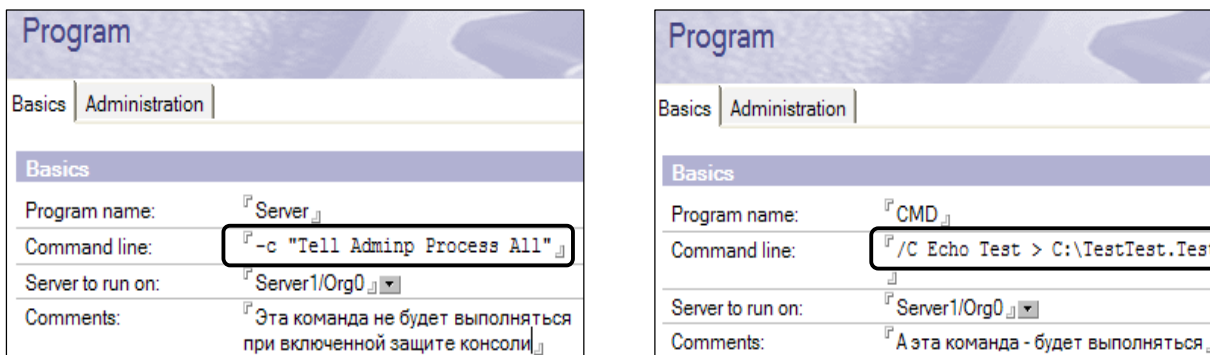 Program
Basics Administration
Basics
Program name: Server
Command line: -c "Tell Adminp Process All"
Server to run on: Server1/Org0
Comments: Эта команда не будет выполняться
при включенной защите консоли
Program
Basics Administration
Basics
Program name: CMD
Command line: /C Echo Test > C:\TestTest.Test
Server to run on: Server1/Org0
Comments: А эта команда - будет выполняться